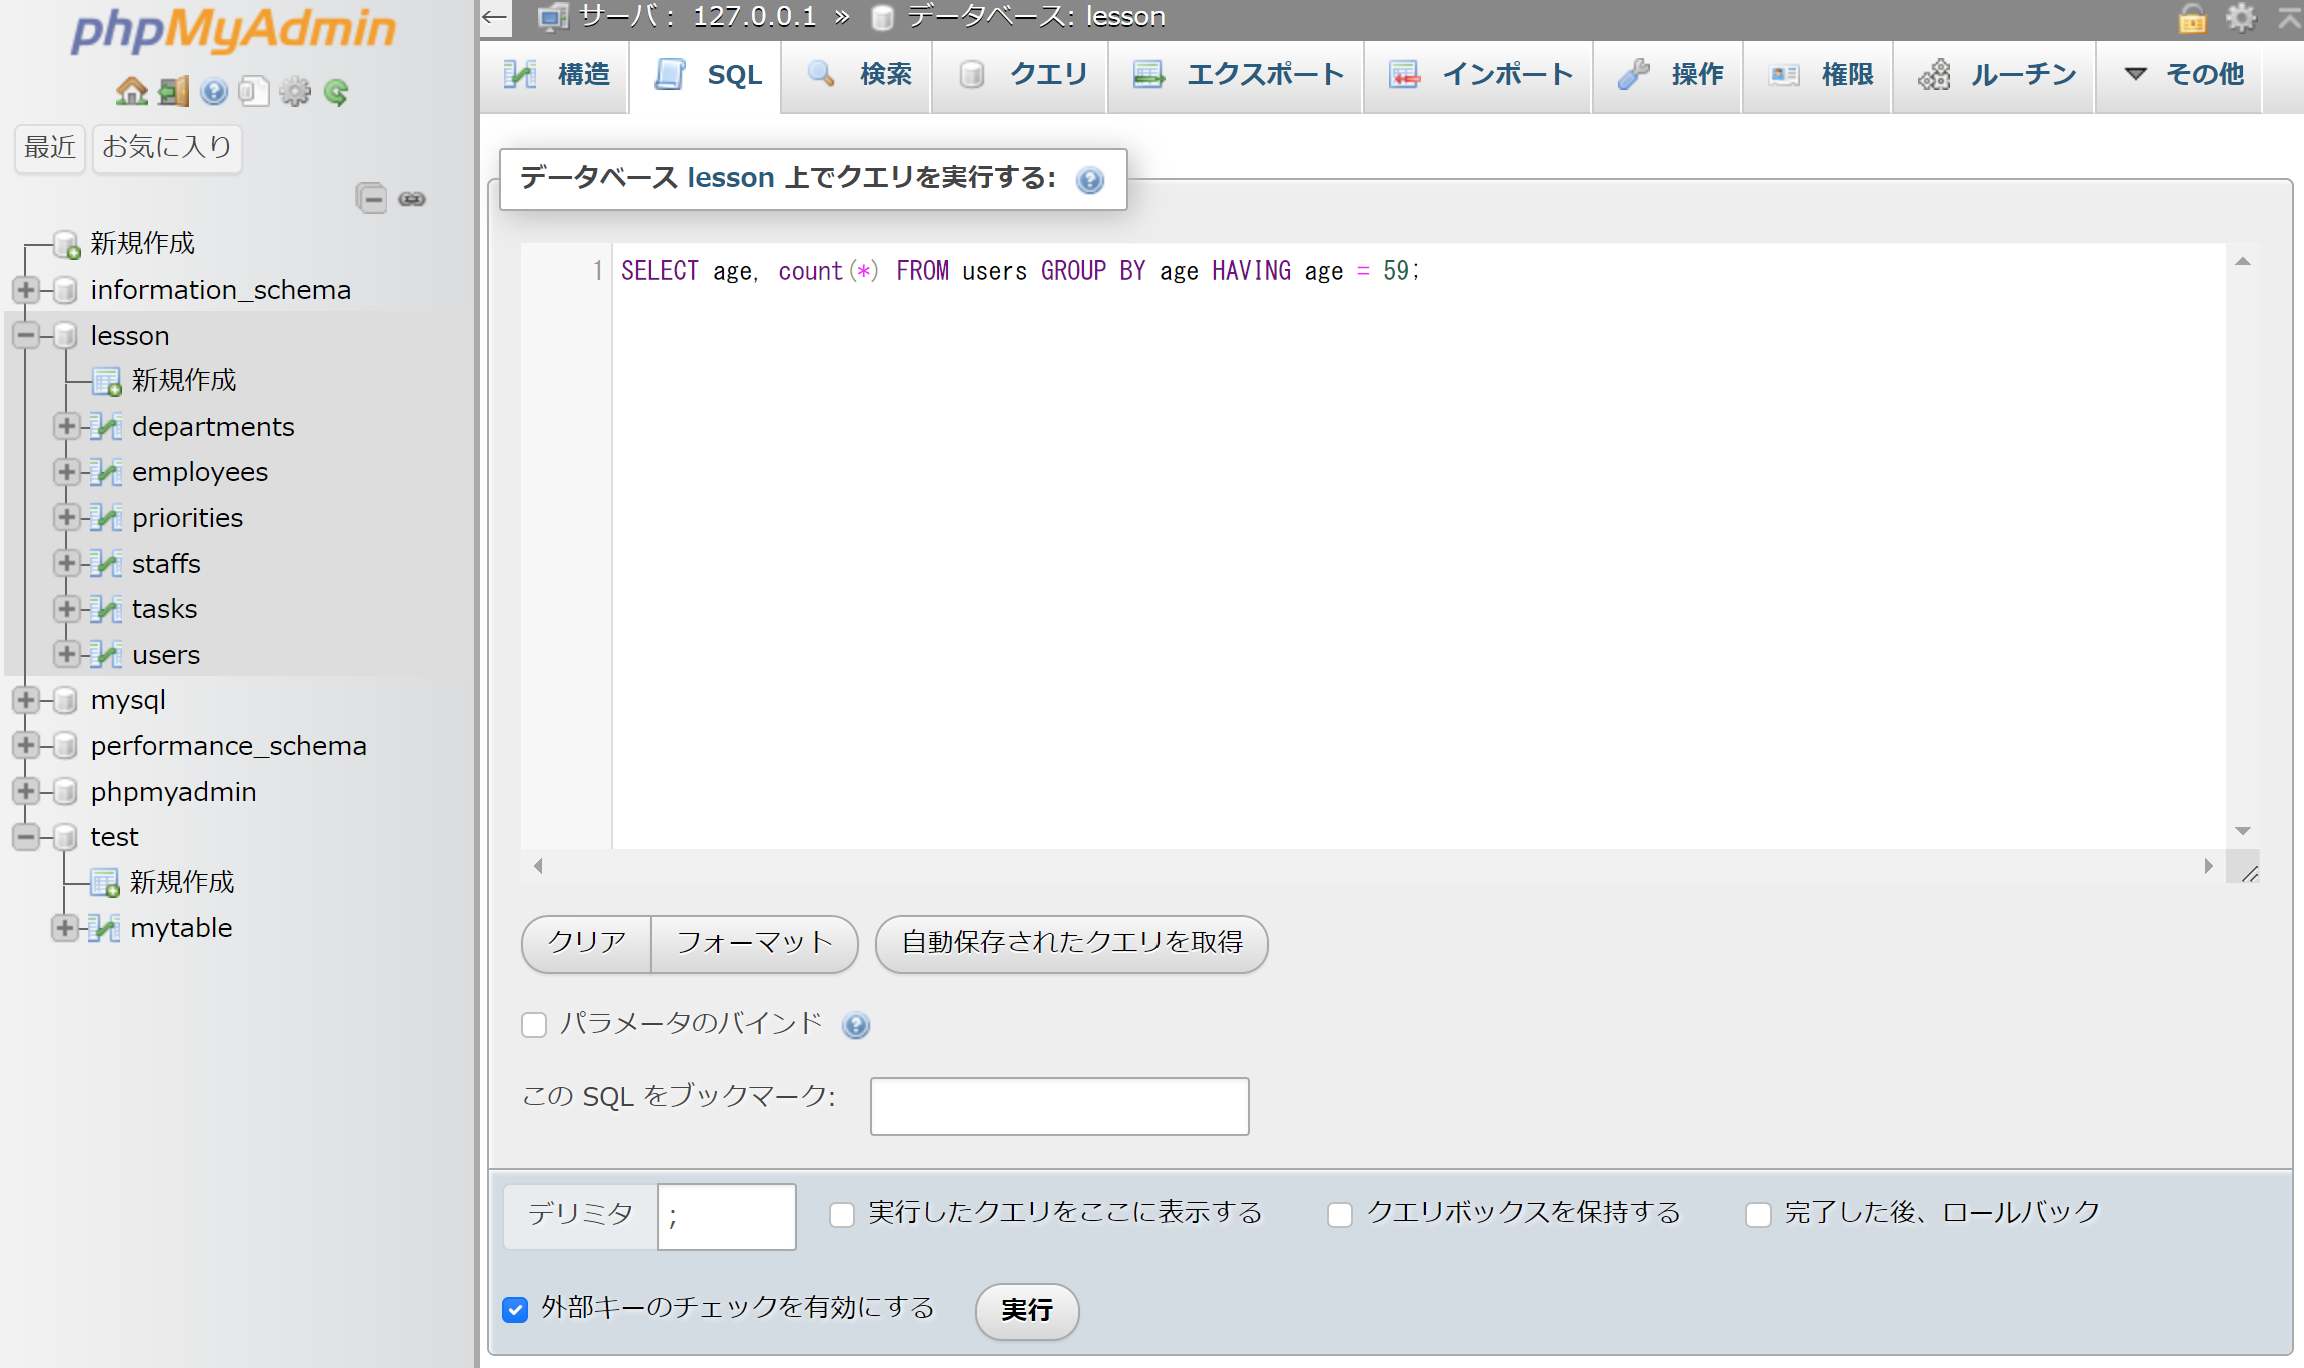 phpMyAdmin
最近 お気に入り
新規作成
information_schema
lesson
新規作成
departments
employees
priorities
staffs
tasks
users
mysql
performance_schema
phpmyadmin
test
新規作成
mytable
← サーバ： 127.0.0.1 » データベース: lesson
構造 SQL 検索 クエリ エクスポート インポート 操作 権限 ルーチン ▼ その他
データベース lesson 上でクエリを実行する:
1 SELECT age, count(*) FROM users GROUP BY age HAVING age = 59;
クリア フォーマット 自動保存されたクエリを取得
パラメータのバインド
この SQL をブックマーク:
デリミタ ; 実行したクエリをここに表示する クエリボックスを保持する 完了した後、ロールバック
外部キーのチェックを有効にする 実行